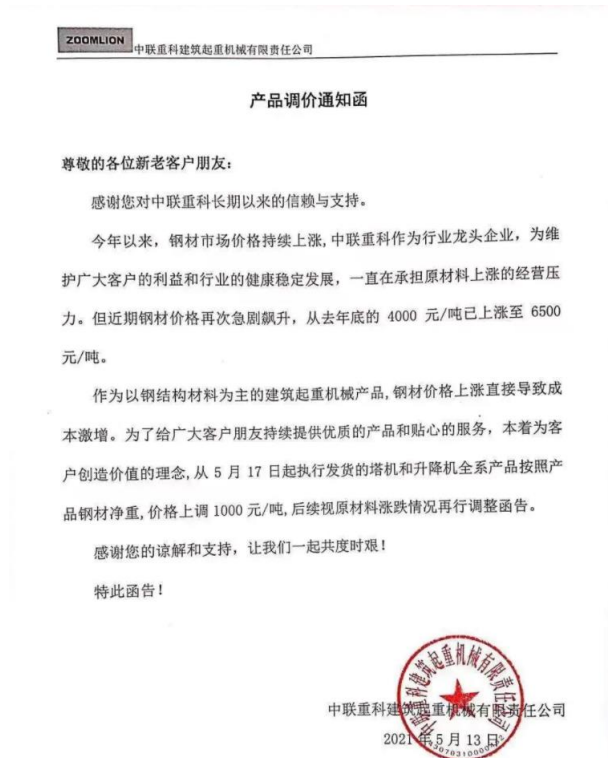 ZOOMLION
中联重科建筑起重机械有限责任公司
产品调价通知函
尊敬的各位新老客户朋友：
感谢您对中联重科长期以来的信赖与支持。
今年以来，钢材市场价格持续上涨,中联重科作为行业龙头企业，为维
护广大客户的利益和行业的健康稳定发展，一直在承担原材料上涨的经营压
力。但近期钢材价格再次急剧飙升，从去年底的 4000 元/吨已上涨至 6500
元/吨。
作为以钢结构材料为主的建筑起重机械产品,钢材价格上涨直接导致成
本激增。为了给广大客户朋友持续提供优质的产品和贴心的服务，本着为客
户创造价值的理念,从 5 月 17 日起执行发货的塔机和升降机全系产品按照产
品钢材净重,价格上调 1000 元/吨,后续视原材料涨跌情况再行调整函告。
感谢您的谅解和支持，让我们一起共度时艰！
特此函告！
中联重科建筑起重机械有限责任公司
中联重科建筑起重机械有限责任公司
2021 年 5 月 13 日